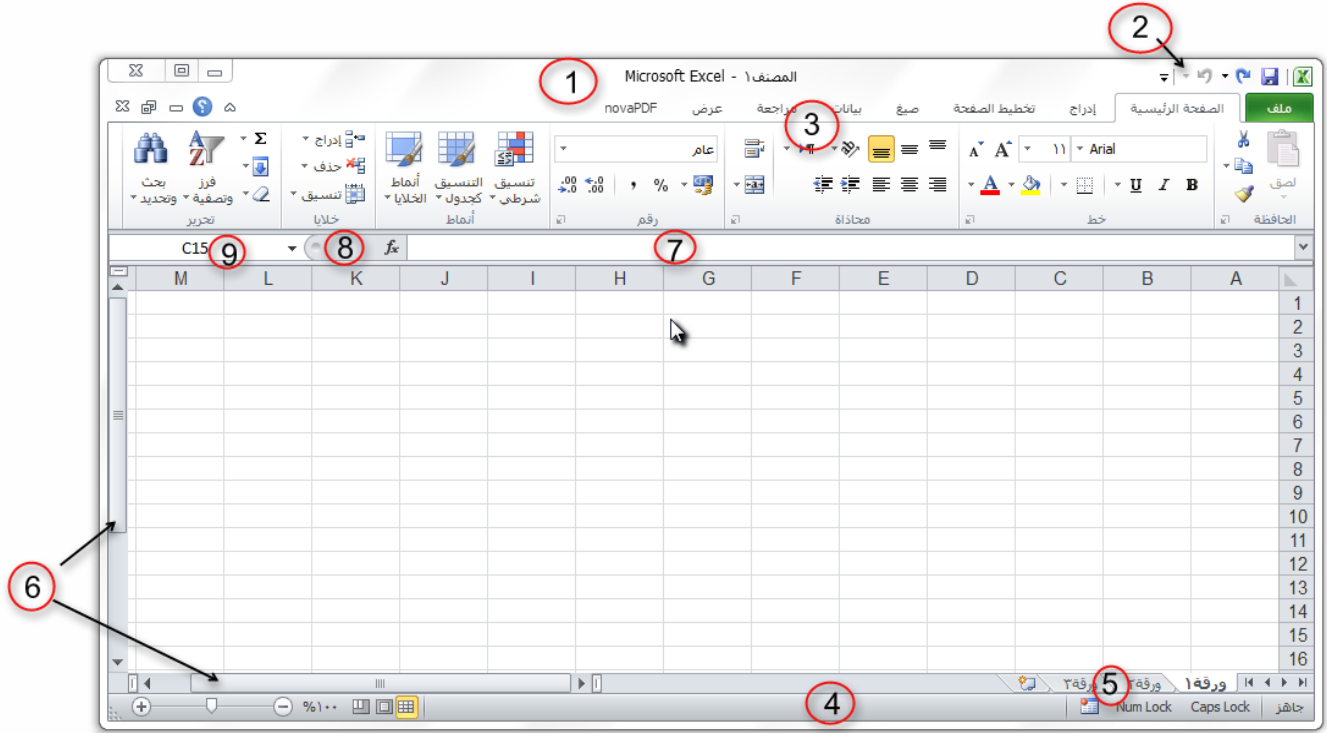 2
المصنف١ - Microsoft Excel
1
ملف الصفحة الرئيسية إدراج تخطيط الصفحة صيغ بيانات مراجعة عرض novaPDF
3
Arial ١١ عام
لصق
B I U A % , .00 .0 .00
تنسيق شرطي التنسيق كجدول أنماط الخلايا
إدراج
حذف
تنسيق
Σ
فرز وتصفية بحث وتحديد
الحافظة خط محاذاة رقم أنماط خلايا تحرير
C15 9 8 fx 7
A B C D E F G H I J K L M
1
2
3
4
5
6
7
8
9
10
11
12
13
14
15
16
6
ورقة١ ورقة٢ 5 ورقة٣
جاهز Caps Lock Num Lock 4 ١٠٠%